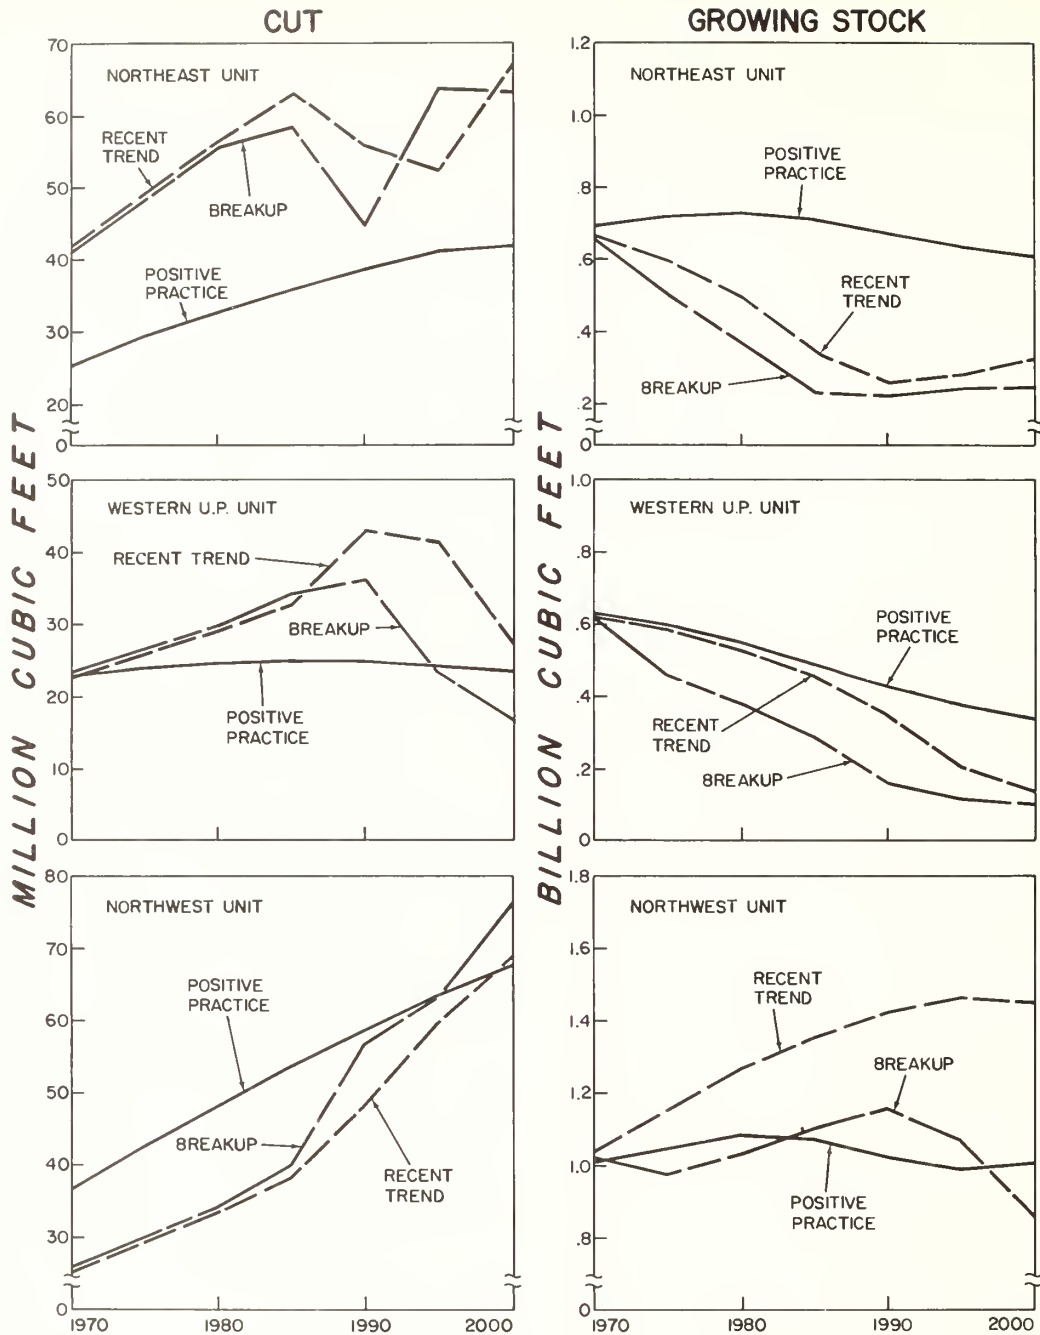 CUT
GROWING STOCK
MILLION CUBIC FEET
BILLION CUBIC FEET
70
60
50
40
30
20
0
NORTHEAST UNIT
RECENT
TREND
BREAKUP
POSITIVE
PRACTICE
1.2
1.0
.8
.6
.4
.2
0
NORTHEAST UNIT
POSITIVE
PRACTICE
RECENT
TREND
8REAKUP
50
40
30
20
10
0
WESTERN U.P. UNIT
RECENT TREND
8REAKUP
POSITIVE
PRACTICE
1.0
.8
.6
.4
.2
0
WESTERN U.P. UNIT
POSITIVE
PRACTICE
RECENT
TREND
8REAKUP
80
70
60
50
40
30
0
NORTHWEST UNIT
POSITIVE
PRACTICE
8REAKUP
RECENT
TREND
1970
1980
1990
2000
1.8
1.6
1.4
1.2
1.0
.8
0
NORTHWEST UNIT
RECENT
TREND
8REAKUP
POSITIVE
PRACTICE
1970
1980
1990
2000